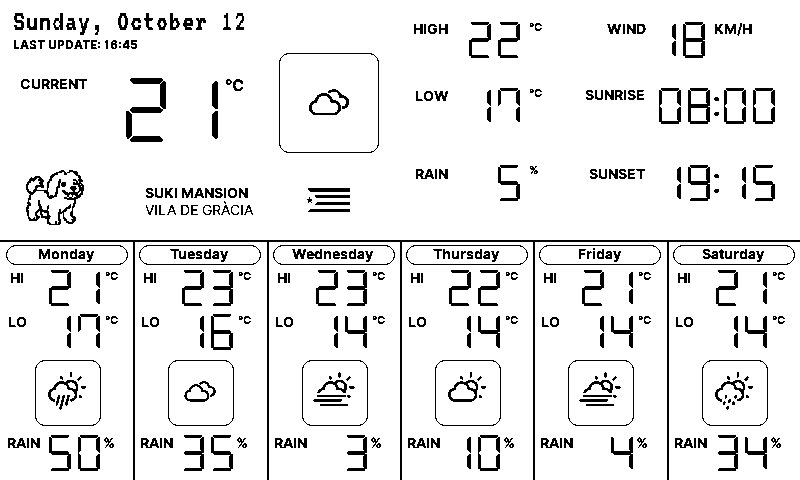 Sunday, October 12
LAST UPDATE: 16:45
CURRENT 21 °C
HIGH 22 °C
WIND 18 KM/H
LOW 17 °C
SUNRISE 08:00
RAIN 5 %
SUNSET 19:15
SUKI MANSION
VILA DE GRÀCIA
Monday
HI 21 °C
LO 17 °C
RAIN 50 %
Tuesday
HI 23 °C
LO 16 °C
RAIN 35 %
Wednesday
HI 23 °C
LO 14 °C
RAIN 3 %
Thursday
HI 22 °C
LO 14 °C
RAIN 10 %
Friday
HI 21 °C
LO 14 °C
RAIN 4 %
Saturday
HI 21 °C
LO 14 °C
RAIN 34 %